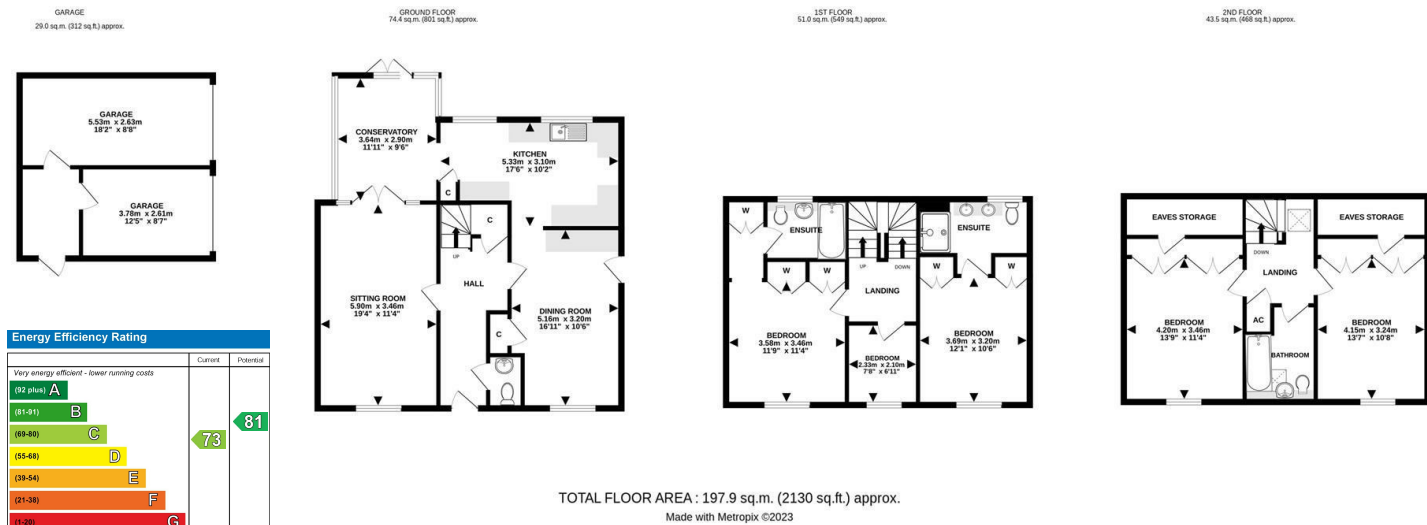 GARAGE
29.0 sq.m. (312 sq.ft.) approx.
GARAGE
5.53m x 2.63m
18'2" x 8'8"
GARAGE
3.78m x 2.61m
12'5" x 8'7"
GROUND FLOOR
74.4 sq.m. (801 sq.ft.) approx.
CONSERVATORY
3.64m x 2.90m
11'11" x 9'6"
KITCHEN
5.33m x 3.10m
17'6" x 10'2"
C
C
UP
HALL
SITTING ROOM
5.90m x 3.46m
19'4" x 11'4"
DINING ROOM
5.16m x 3.20m
16'11" x 10'6"
C
1ST FLOOR
51.0 sq.m. (549 sq.ft.) approx.
W
ENSUITE
ENSUITE
W
W
UP
DOWN
W
W
LANDING
BEDROOM
3.58m x 3.46m
11'9" x 11'4"
BEDROOM
2.33m x 2.10m
7'8" x 6'11"
BEDROOM
3.69m x 3.20m
12'1" x 10'6"
2ND FLOOR
43.5 sq.m. (468 sq.ft.) approx.
EAVES STORAGE
EAVES STORAGE
DOWN
LANDING
BEDROOM
4.20m x 3.46m
13'9" x 11'4"
AC
BATHROOM
BEDROOM
4.15m x 3.24m
13'7" x 10'8"
Energy Efficiency Rating
Current Potential
Very energy efficient - lower running costs
(92 plus) A
(81-91) B
(69-80) C
(55-68) D
(39-54) E
(21-38) F
(1-20) G
73
81
TOTAL FLOOR AREA : 197.9 sq.m. (2130 sq.ft.) approx.
Made with Metropix ©2023